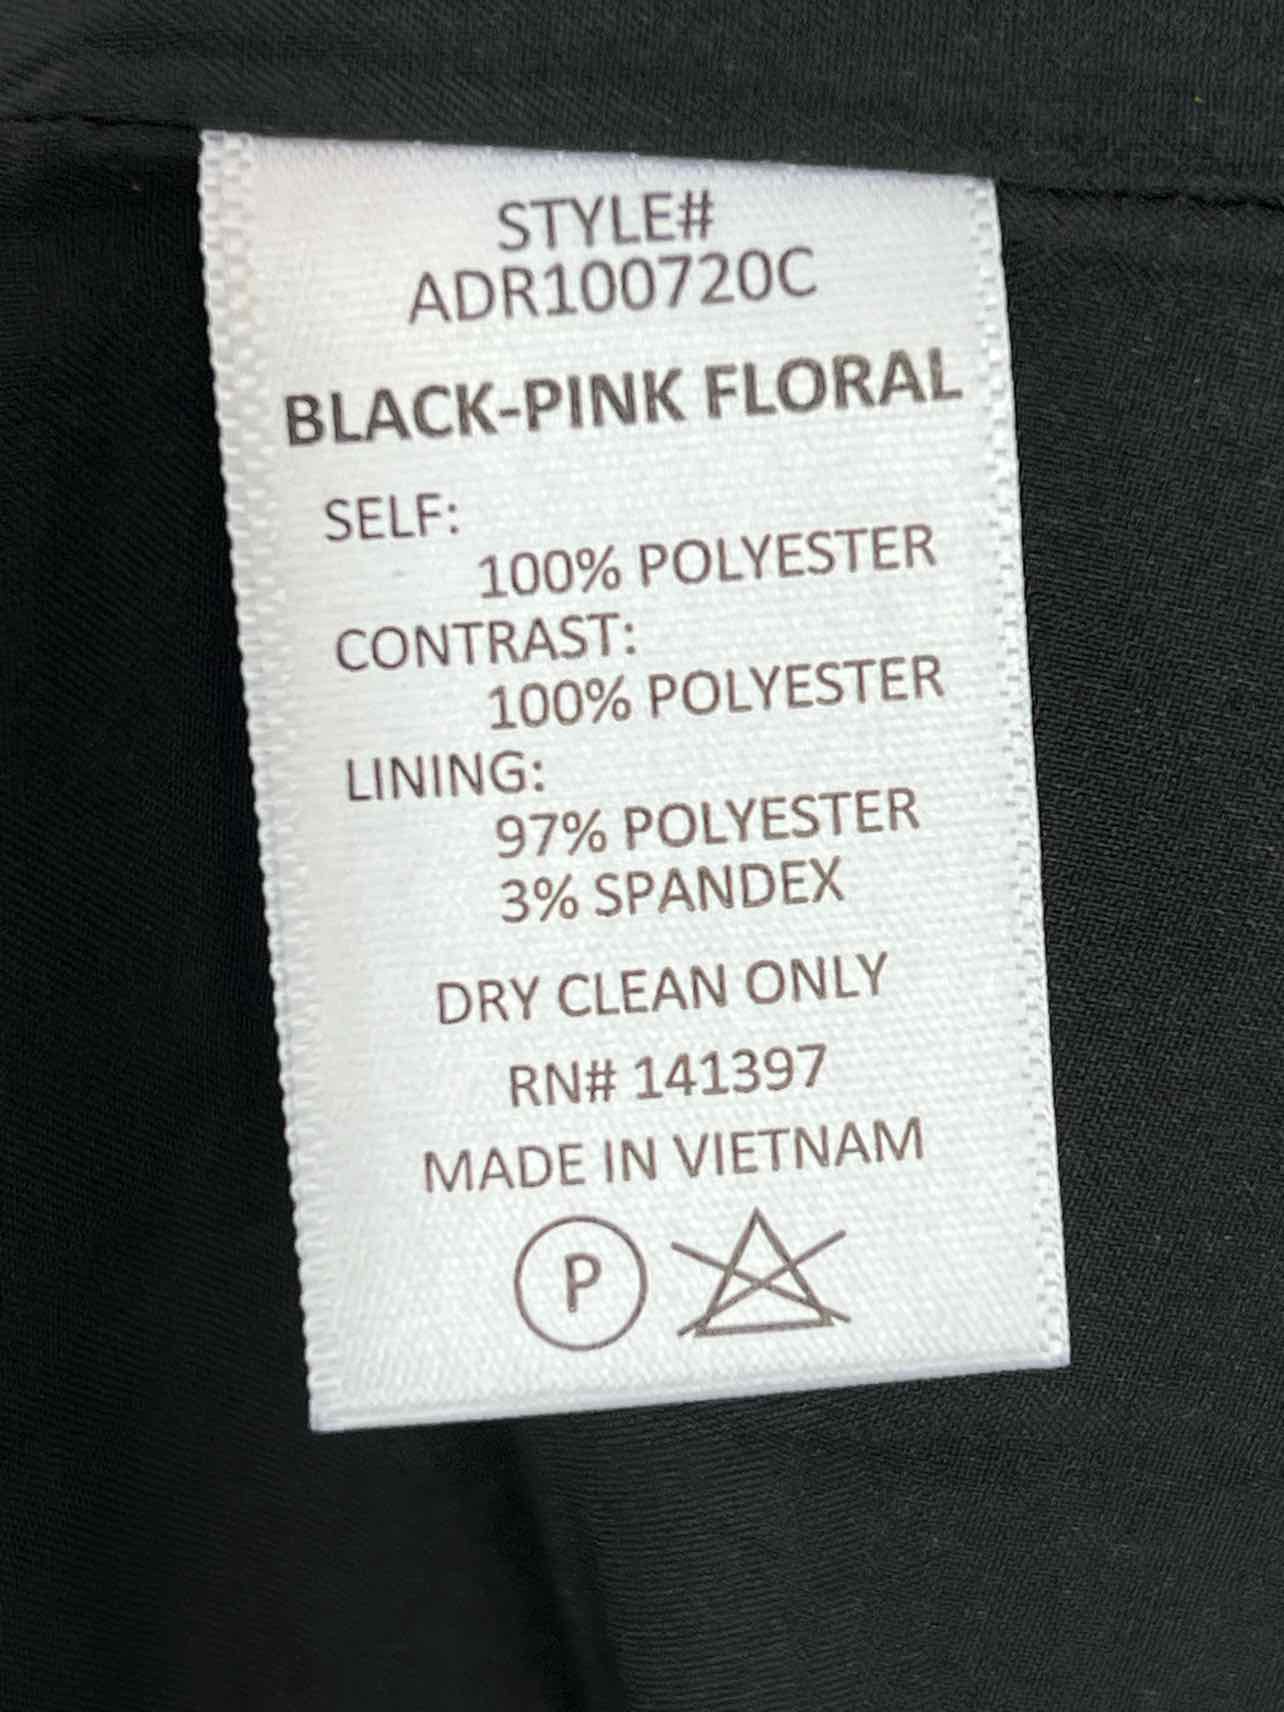 STYLE#
ADR100720C
BLACK-PINK FLORAL
SELF:
100% POLYESTER
CONTRAST:
100% POLYESTER
LINING:
97% POLYESTER
3% SPANDEX
DRY CLEAN ONLY
RN# 141397
MADE IN VIETNAM
P